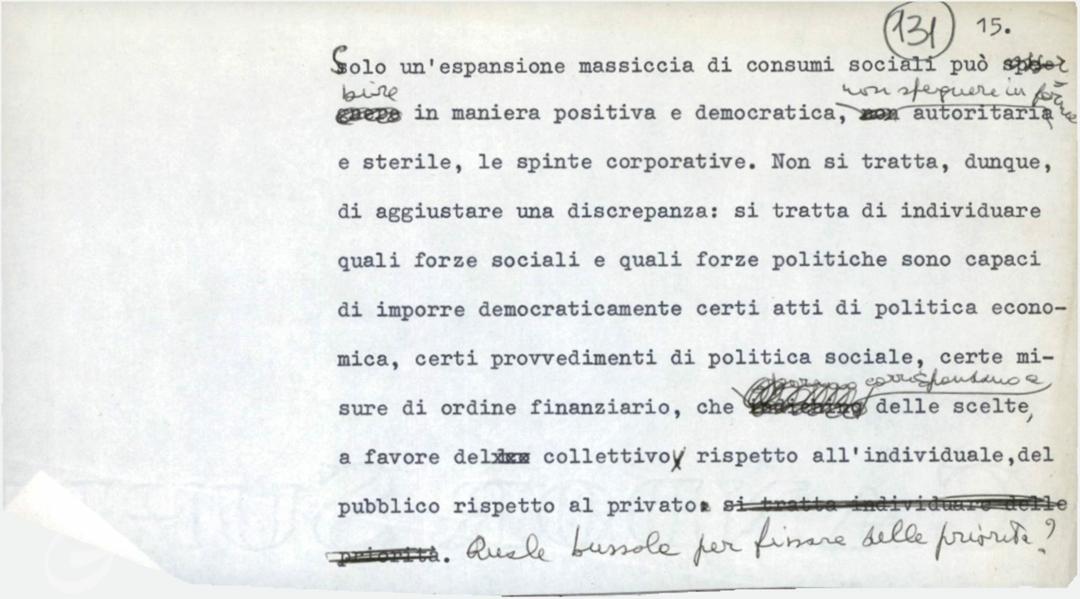 131 15.
Solo un'espansione massiccia di consumi sociali può
bire non spegnere in forme
in maniera positiva e democratica, non autoritaria
e sterile, le spinte corporative. Non si tratta, dunque,
di aggiustare una discrepanza: si tratta di individuare
quali forze sociali e quali forze politiche sono capaci
di imporre democraticamente certi atti di politica econo-
mica, certi provvedimenti di politica sociale, certe mi-
corrispondano a
sure di ordine finanziario, che delle scelte,
a favore del collettivo rispetto all'individuale, del
pubblico rispetto al privato. si tratta individuare delle
priorità. Quale bussola per fissare delle priorità?